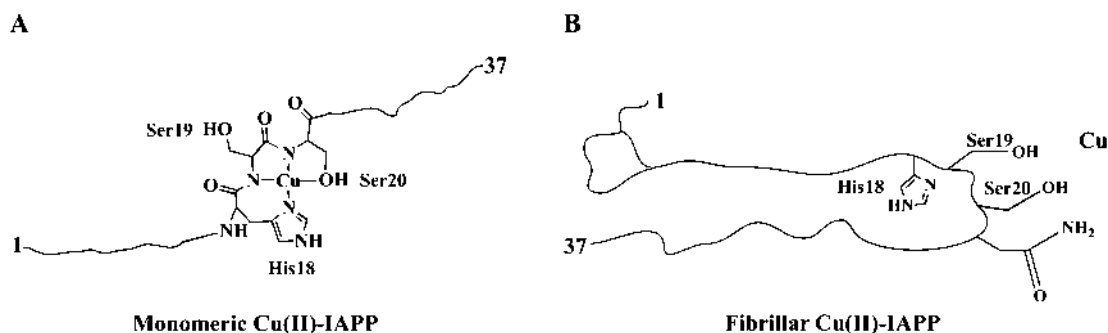 A
B
37
O
O
1
Ser19 HO
Ser19
Cu
N
OH
N Cu OH
Ser20
His18
N
Ser20
OH
O
HN
N
1
NH
NH
37
NH₂
His18
O
Monomeric Cu(II)-IAPP
Fibrillar Cu(II)-IAPP